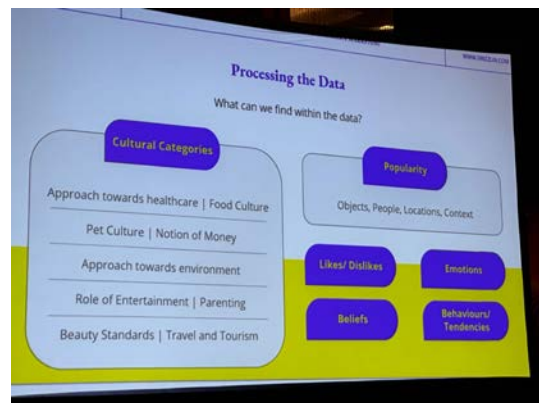 Processing the Data
What can we find within the data?
Cultural Categories
Approach towards healthcare | Food Culture
Pet Culture | Notion of Money
Approach towards environment
Role of Entertainment | Parenting
Beauty Standards | Travel and Tourism
Popularity
Objects, People, Locations, Context
Likes/ Dislikes
Emotions
Beliefs
Behaviours/
Tendencies